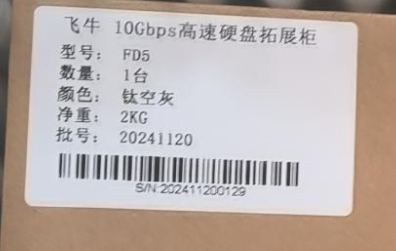 飞牛 10Gbps高速硬盘拓展柜
型号： FD5
数量： 1台
颜色： 钛空灰
净重： 2KG
批号： 20241120
S/N:202411200129